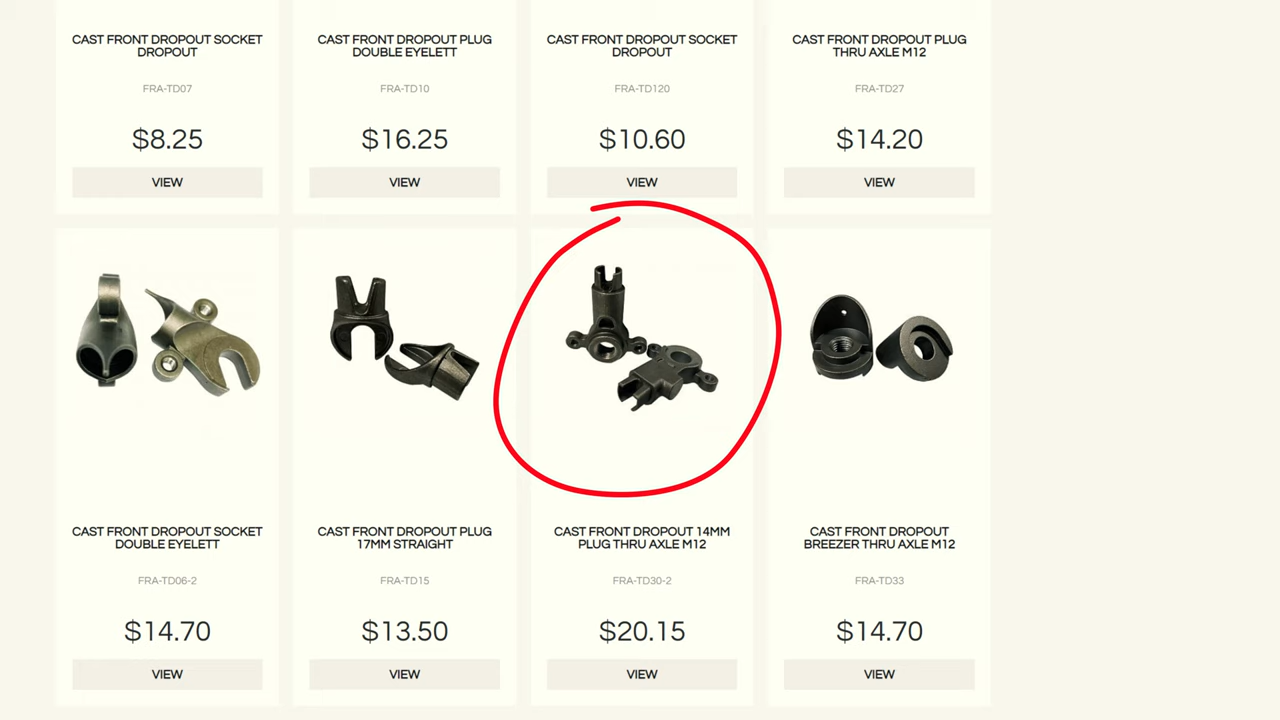 CAST FRONT DROPOUT SOCKET
DROPOUT
FRA-TD07
$8.25
VIEW
CAST FRONT DROPOUT PLUG
DOUBLE EYELETT
FRA-TD10
$16.25
VIEW
CAST FRONT DROPOUT SOCKET
DROPOUT
FRA-TD120
$10.60
VIEW
CAST FRONT DROPOUT PLUG
THRU AXLE M12
FRA-TD27
$14.20
VIEW
CAST FRONT DROPOUT SOCKET
DOUBLE EYELETT
FRA-TD06-2
$14.70
VIEW
CAST FRONT DROPOUT PLUG
17MM STRAIGHT
FRA-TD15
$13.50
VIEW
CAST FRONT DROPOUT 14MM
PLUG THRU AXLE M12
FRA-TD30-2
$20.15
VIEW
CAST FRONT DROPOUT
BREEZER THRU AXLE M12
FRA-TD33
$14.70
VIEW